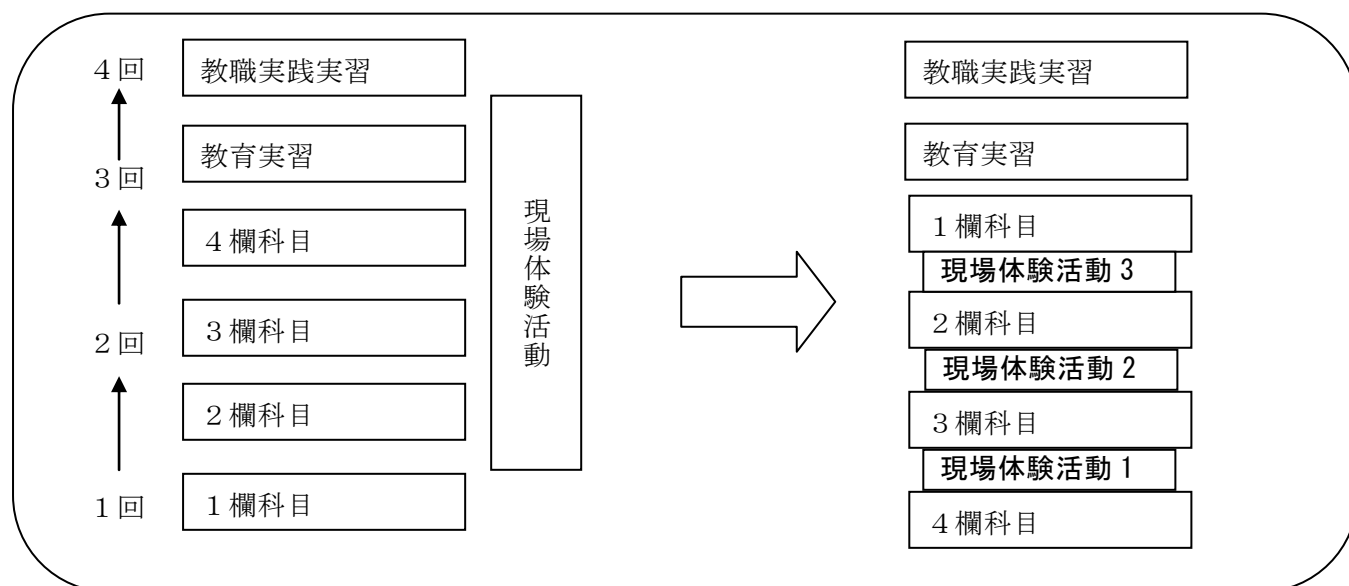 ４回
３回
２回
１回
教職実践実習
教育実習
４欄科目
３欄科目
２欄科目
１欄科目
現場体験活動
教職実践実習
教育実習
１欄科目
現場体験活動３
２欄科目
現場体験活動２
３欄科目
現場体験活動１
４欄科目